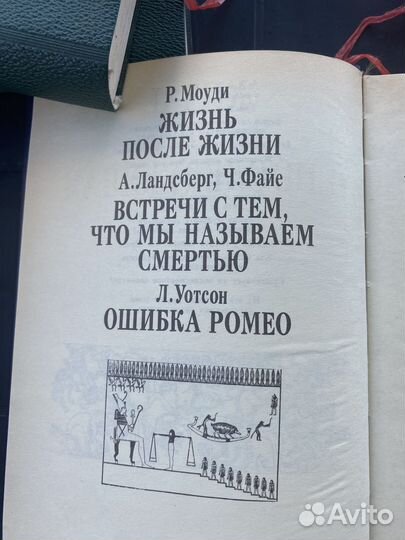 Р.Моуди
ЖИЗНЬ
ПОСЛЕ ЖИЗНИ
А.Ландсберг, Ч.Файе
ВСТРЕЧИ С ТЕМ,
ЧТО МЫ НАЗЫВАЕМ
СМЕРТЬЮ
Л.Уотсон
ОШИБКА РОМЕО
Avito